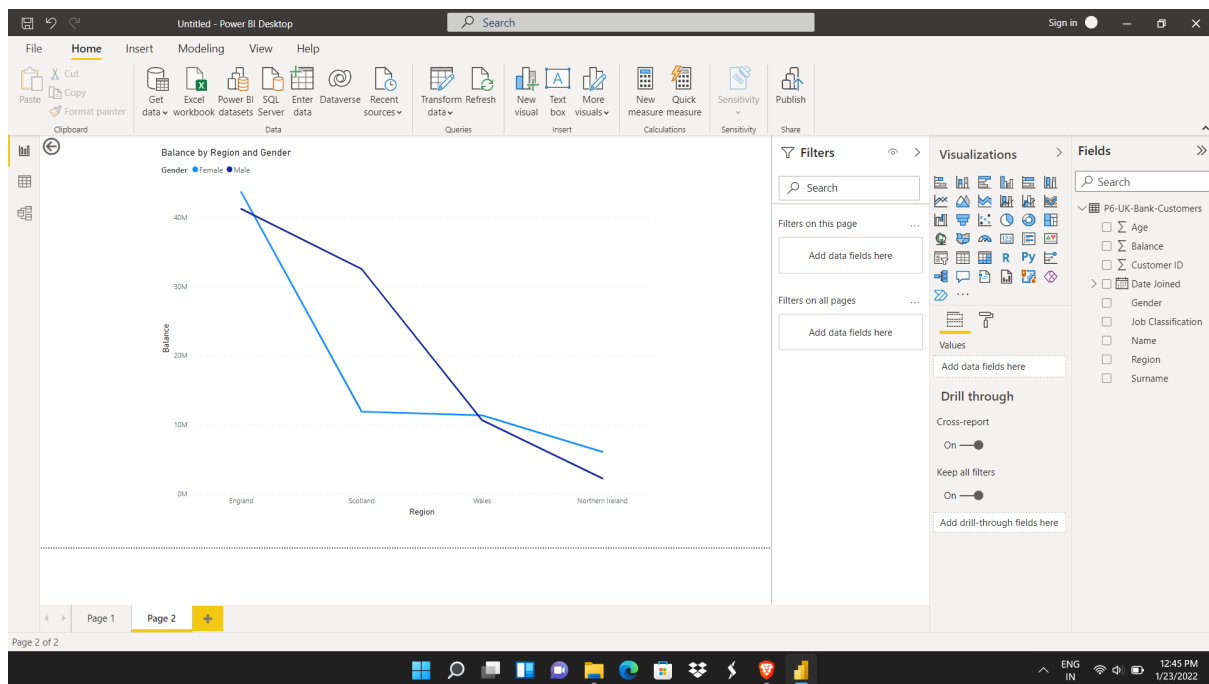 Untitled - Power BI Desktop
Search
Sign in
File Home Insert Modeling View Help
Paste
Cut
Copy
Format painter
Clipboard
Get data
Excel workbook
Power BI datasets
SQL Server
Enter data
Dataverse
Recent sources
Data
Transform data
Refresh
Queries
New visual
Text box
More visuals
Insert
New measure
Quick measure
Calculations
Sensitivity
Sensitivity
Publish
Share
Balance by Region and Gender
Gender Female Male
40M
30M
20M
10M
0M
Balance
England Scotland Wales Northern Ireland
Region
Filters
Search
Filters on this page ...
Add data fields here
Filters on all pages ...
Add data fields here
Visualizations
123
R Py
...
Values
Add data fields here
Drill through
Cross-report
On
Keep all filters
On
Add drill-through fields here
Fields
Search
P6-UK-Bank-Customers
∑ Age
∑ Balance
∑ Customer ID
Date Joined
Gender
Job Classification
Name
Region
Surname
Page 1 Page 2 +
Page 2 of 2
ENG
IN
12:45 PM
1/23/2022